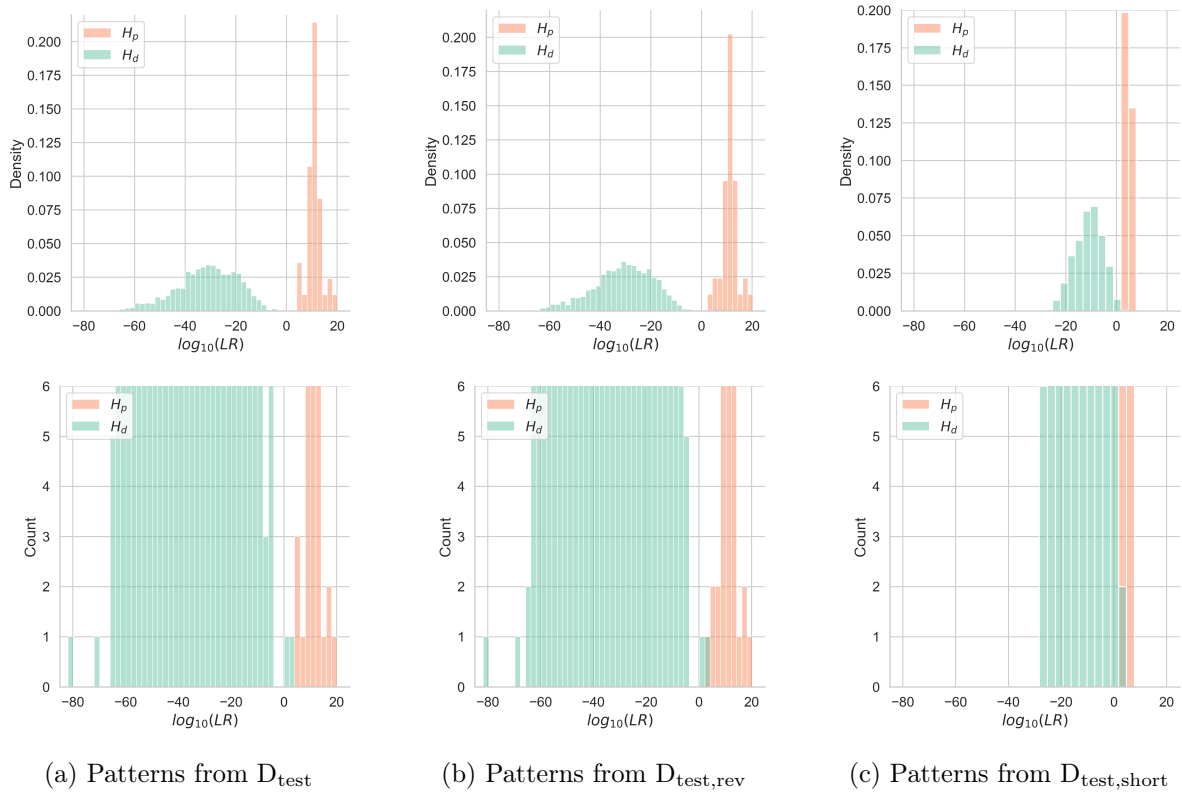 0.200
0.175
0.150
0.125
0.100
0.075
0.050
0.025
0.000
Density
H_p
H_d
−80 −60 −40 −20 0 20
log₁₀(LR)
0.200
0.175
0.150
0.125
0.100
0.075
0.050
0.025
0.000
Density
H_p
H_d
−80 −60 −40 −20 0 20
log₁₀(LR)
0.200
0.175
0.150
0.125
0.100
0.075
0.050
0.025
0.000
Density
H_p
H_d
−80 −60 −40 −20 0 20
log₁₀(LR)
6
5
4
3
2
1
0
Count
H_p
H_d
−80 −60 −40 −20 0 20
log₁₀(LR)
6
5
4
3
2
1
0
Count
H_p
H_d
−80 −60 −40 −20 0 20
log₁₀(LR)
6
5
4
3
2
1
0
Count
H_p
H_d
−80 −60 −40 −20 0 20
log₁₀(LR)
(a) Patterns from D_test
(b) Patterns from D_test,rev
(c) Patterns from D_test,short